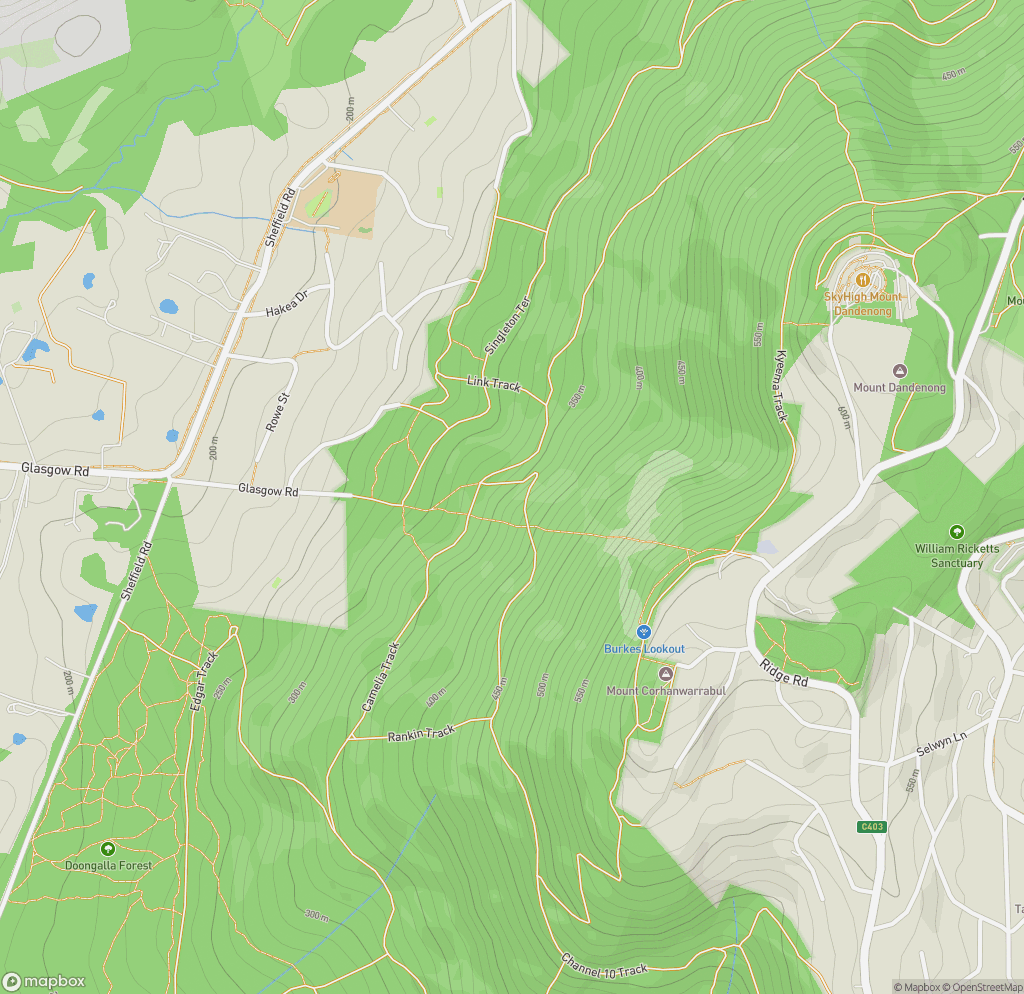 450 m
200 m
550
Sheffield Rd
Hakea Dr
SkyHigh Mount
Dandenong
Mou
Singleton Ter
550 m
Link Track
350 m
400 m
450 m
Kyeema Track
Mount Dandenong
600 m
Rowe St
200 m
Glasgow Rd
Glasgow Rd
William Ricketts
Sanctuary
Sheffield Rd
Burkes Lookout
200 m
Edgar Track
250 m
300 m
Camelia Track
400 m
450 m
500 m
550 m
Mount Corhanwarrabul
Ridge Rd
Rankin Track
Selwyn Ln
550 m
C403
Doongalla Forest
300 m
Ta
Channel 10 Track
mapbox
© Mapbox © OpenStreetMap